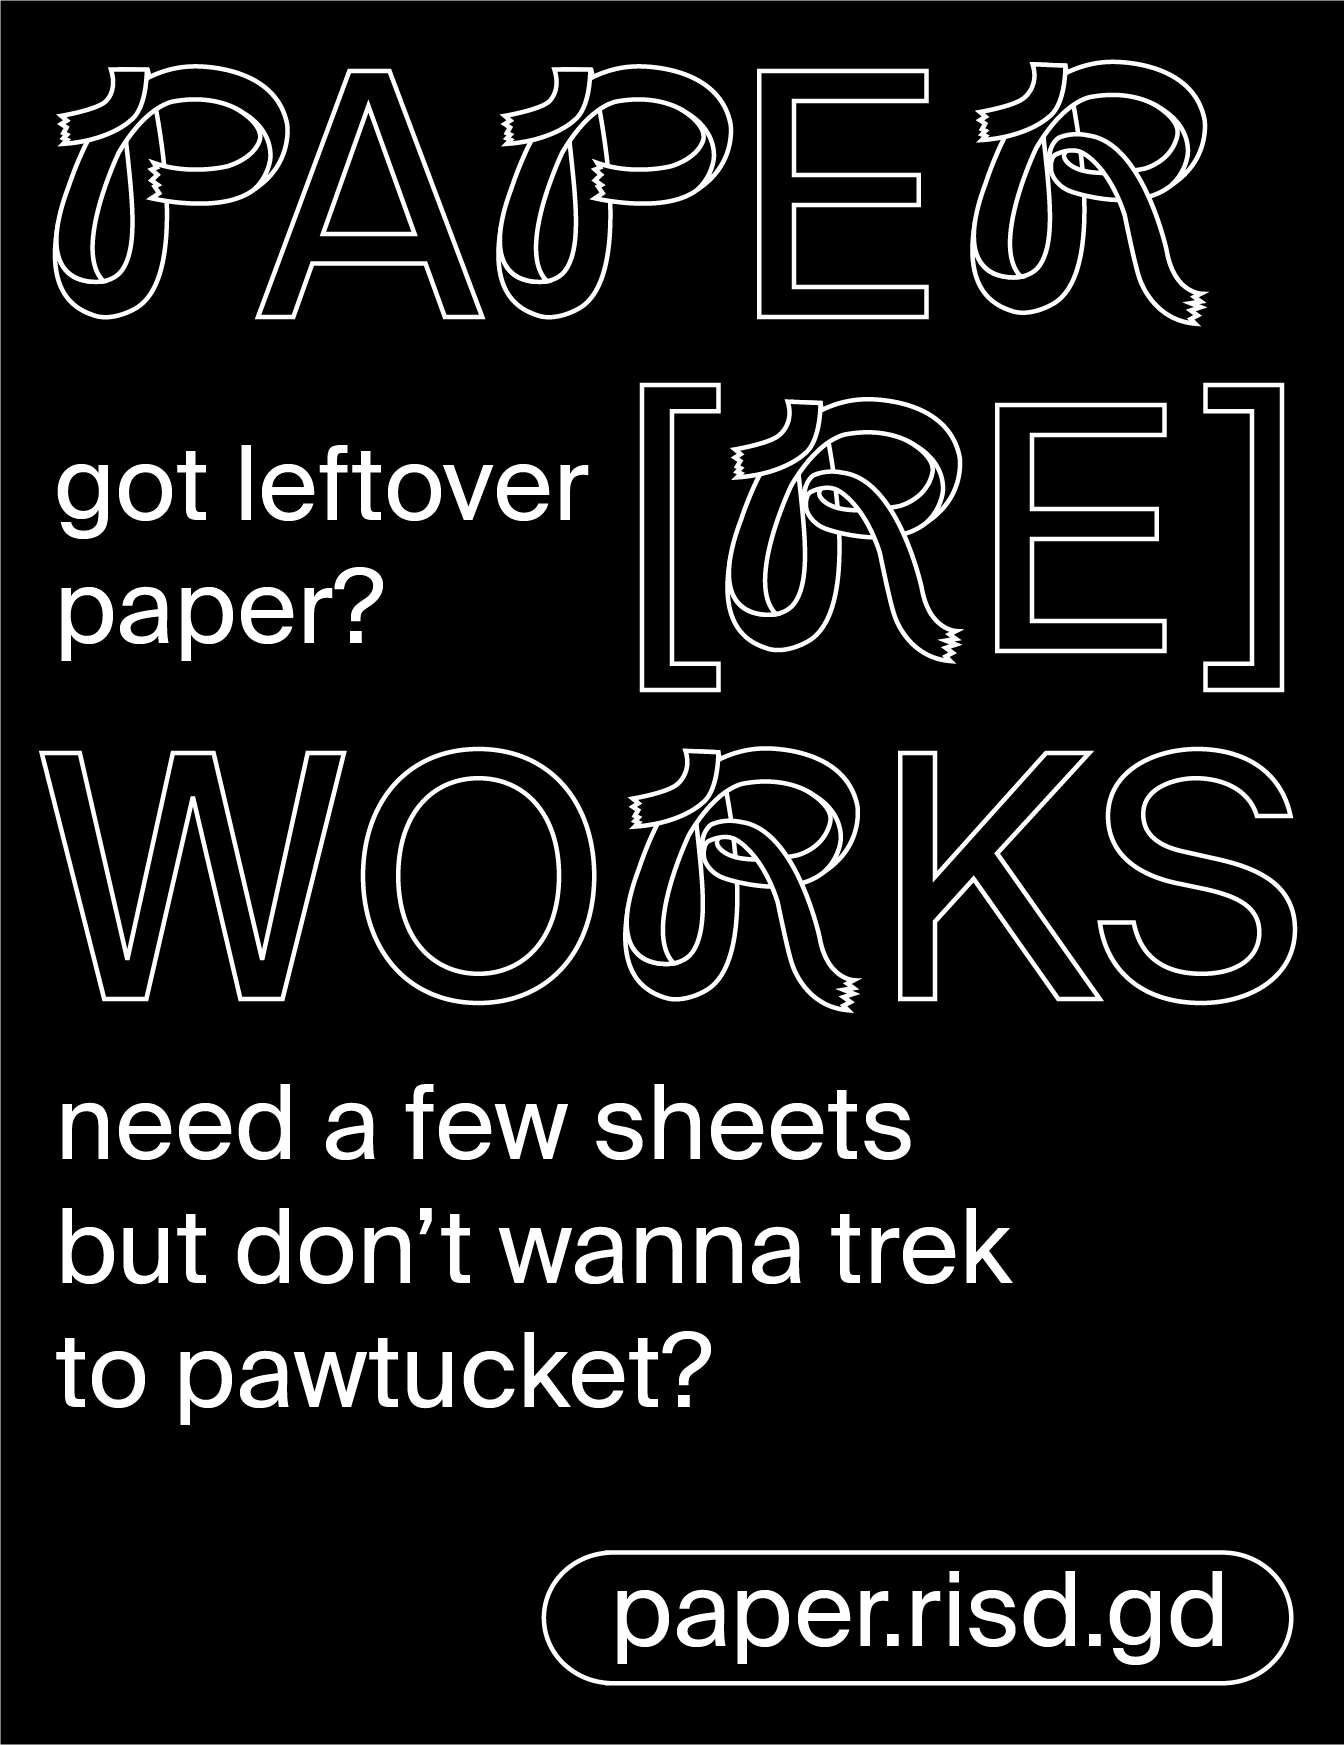 PAPER
got leftover
paper?
[RE]
WORKS
need a few sheets
but don’t wanna trek
to pawtucket?
paper.risd.gd